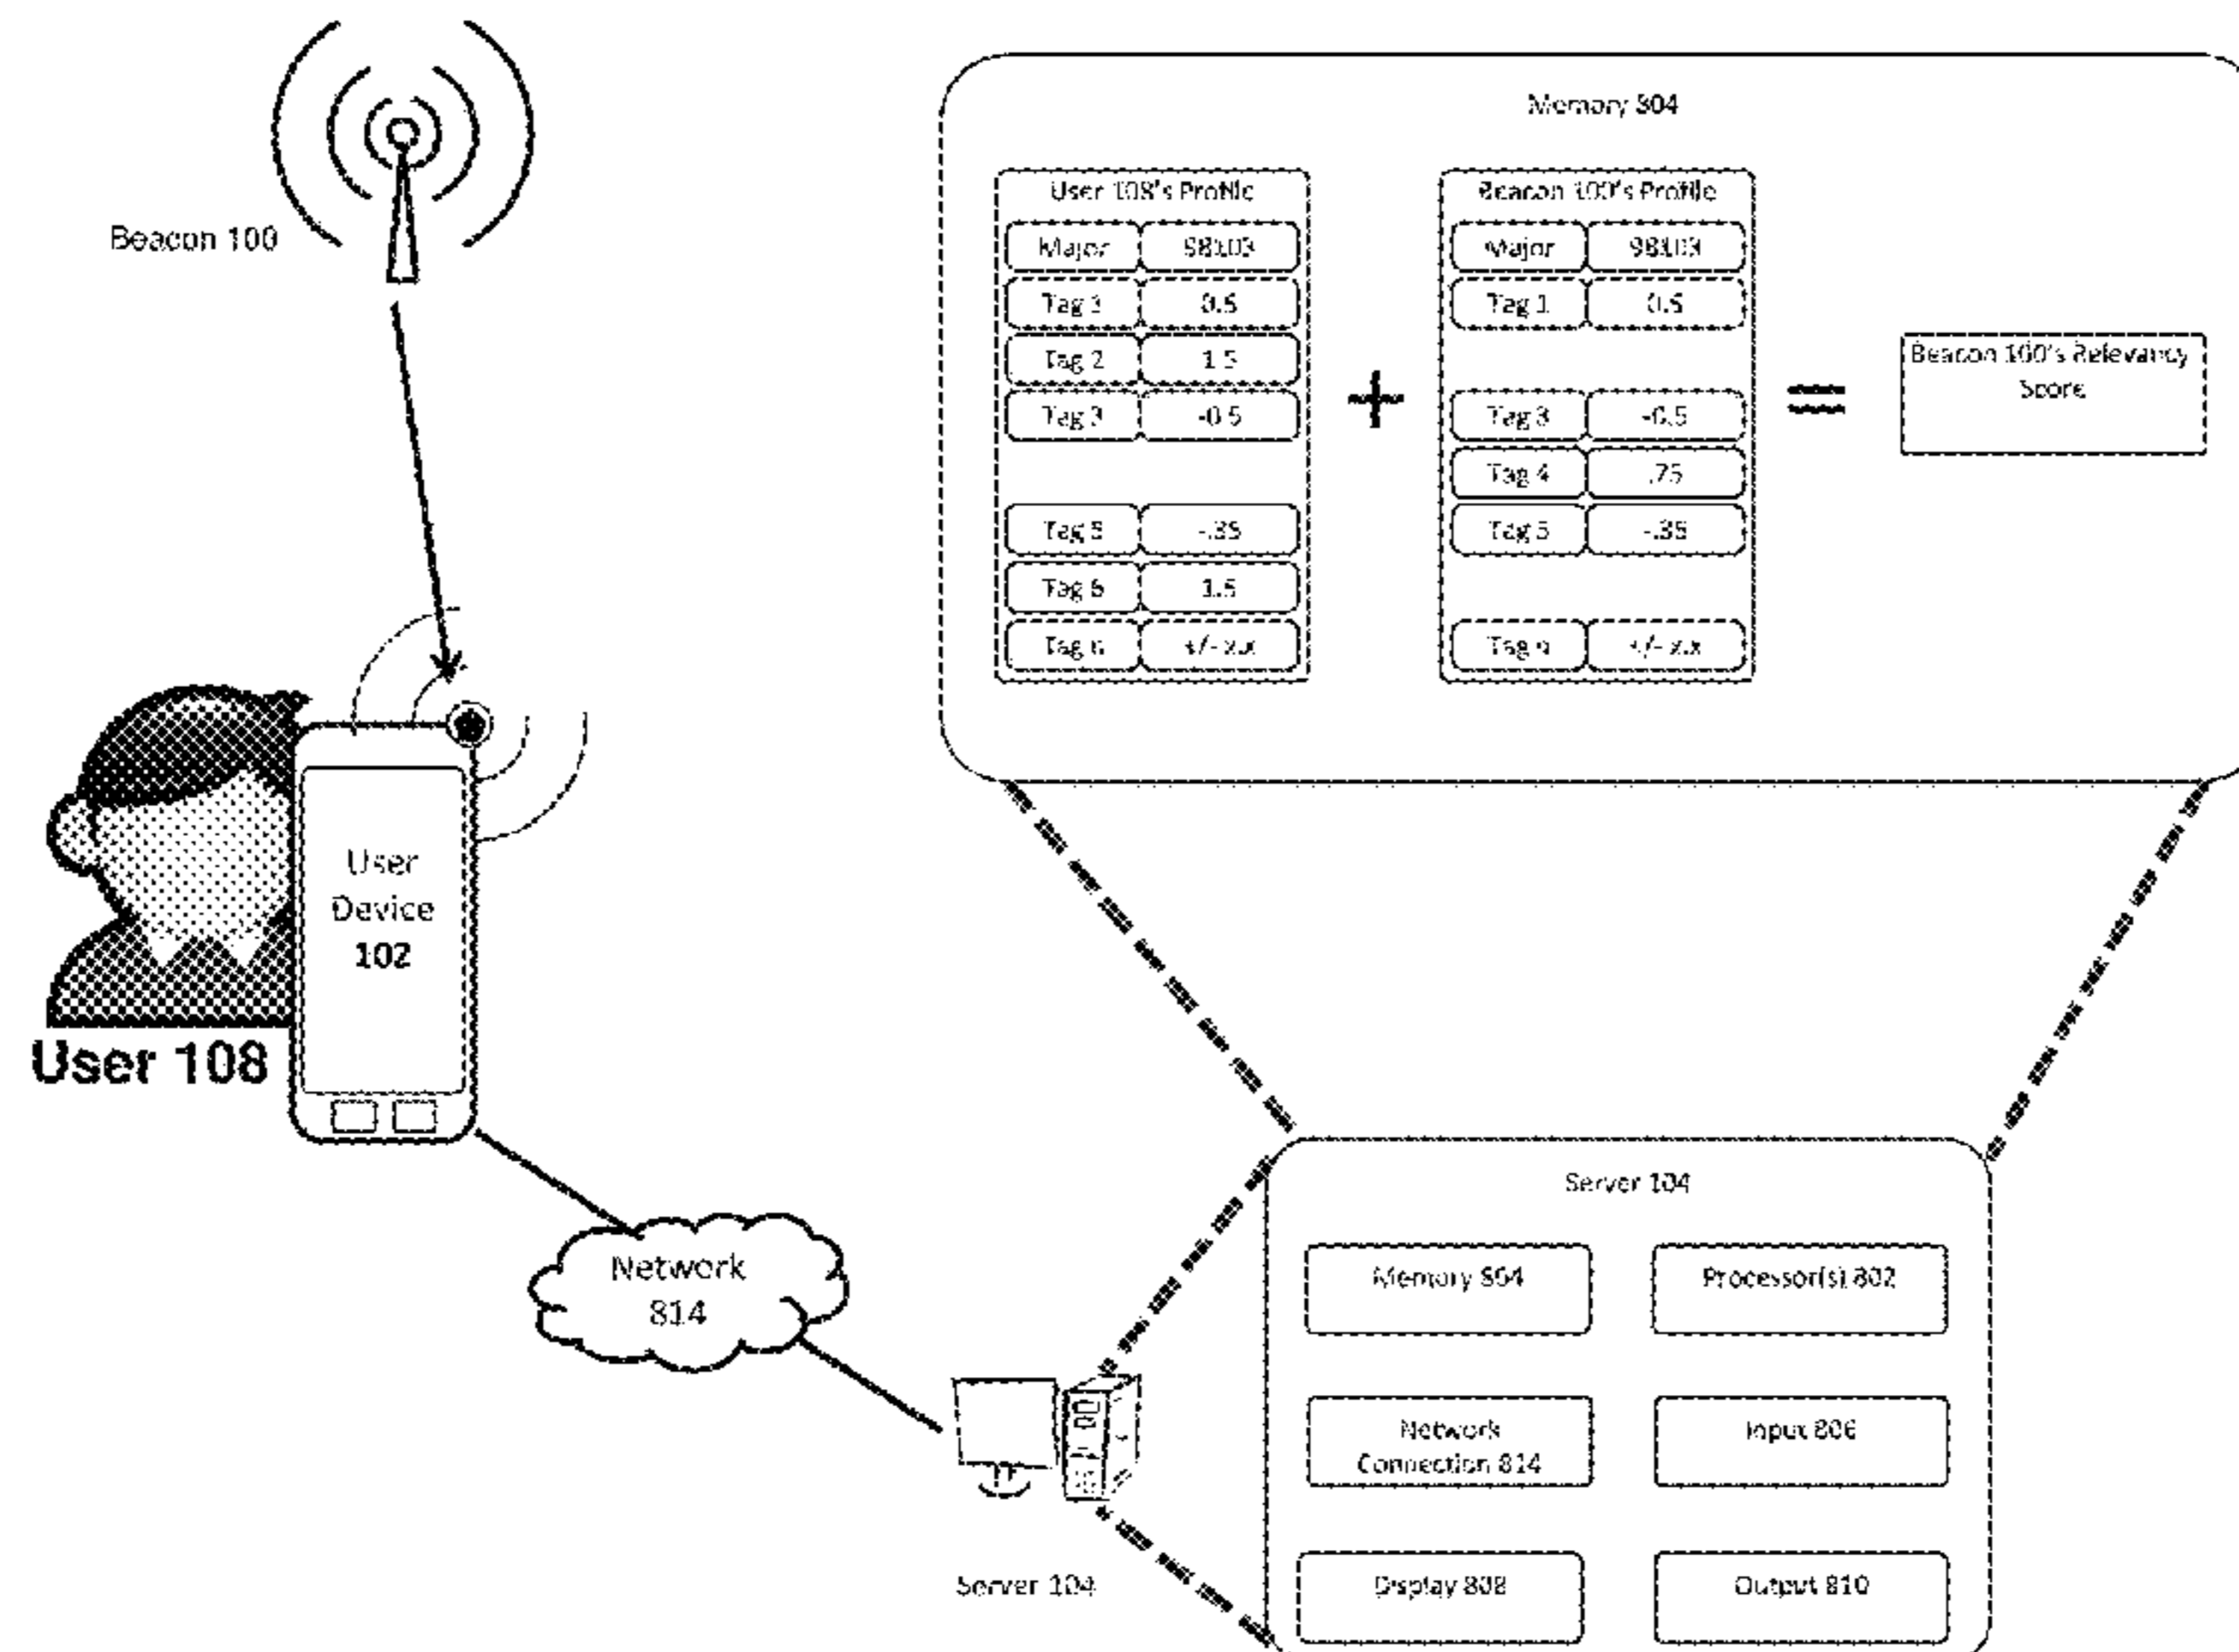 Beacon 100
Memory 804
User 108's Profile
Major 98103
Tag 1 0.5
Tag 2 1.5
Tag 3 -0.5
Tag 5 -.35
Tag 6 1.5
Tag n +/- x.x
+
Beacon 100's Profile
Major 98103
Tag 1 0.5
Tag 3 -0.5
Tag 4 .75
Tag 5 -.35
Tag n +/- x.x
=
Beacon 100's Relevancy
Score
User
Device
102
User 108
Network
814
Server 104
Server 104
Memory 804
Processor(s) 802
Network
Connection 814
Input 806
Display 808
Output 810